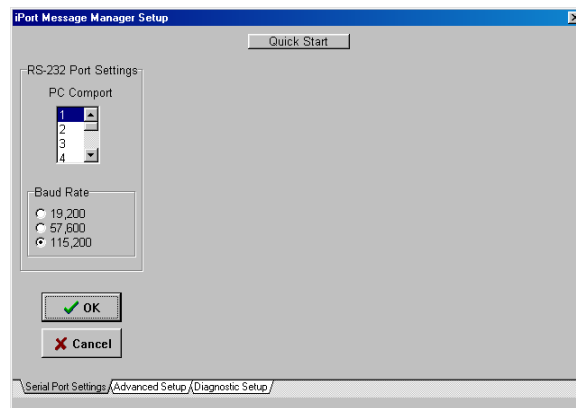 iPort Message Manager Setup
Quick Start
RS-232 Port Settings
PC Comport
1
2
3
4
Baud Rate
19,200
57,600
115,200
OK
Cancel
Serial Port Settings Advanced Setup Diagnostic Setup